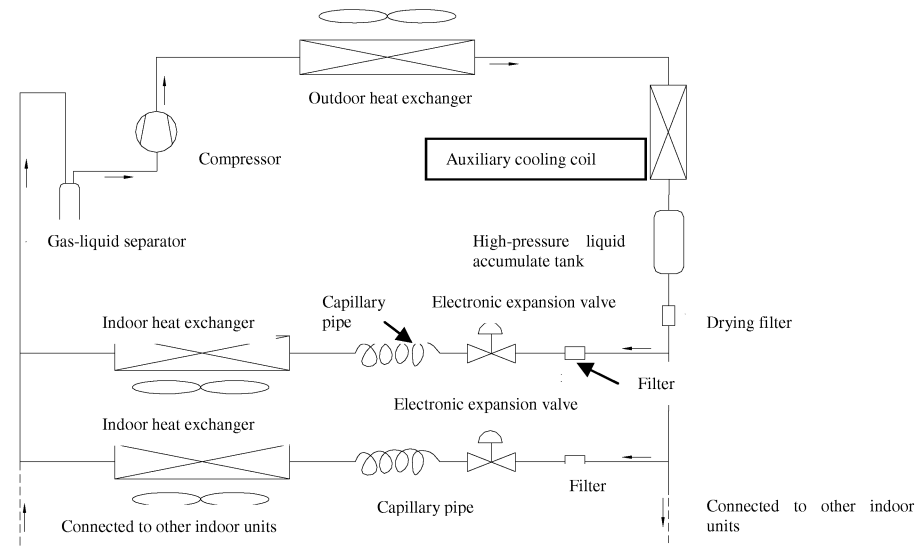 Outdoor heat exchanger
Compressor
Auxiliary cooling coil
Gas-liquid separator
High-pressure liquid
accumulate tank
Capillary
pipe
Electronic expansion valve
Indoor heat exchanger
Drying filter
Filter
Electronic expansion valve
Indoor heat exchanger
Filter
Capillary pipe
Connected to other indoor
units
Connected to other indoor units